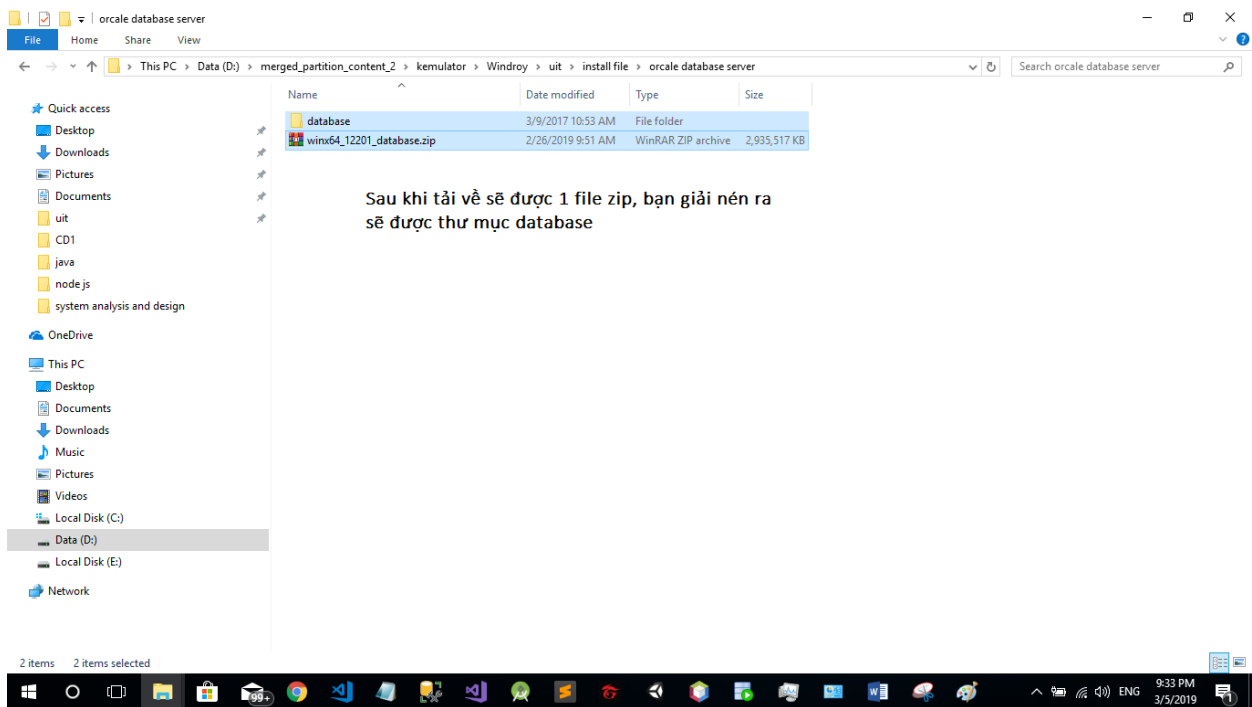 orcale database server
File Home Share View
This PC Data (D:) merged_partition_content_2 kemulator Windroy uit install file orcale database server
Search orcale database server
Name Date modified Type Size
database 3/9/2017 10:53 AM File folder
winx64_12201_database.zip 2/26/2019 9:51 AM WinRAR ZIP archive 2,935,517 KB
Sau khi tải về sẽ được 1 file zip, bạn giải nén ra
sẽ được thư mục database
Quick access
Desktop
Downloads
Pictures
Documents
uit
CD1
java
node js
system analysis and design
OneDrive
This PC
Desktop
Documents
Downloads
Music
Pictures
Videos
Local Disk (C:)
Data (D:)
Local Disk (E:)
Network
2 items 2 items selected
99+
ENG
9:33 PM
3/5/2019
1